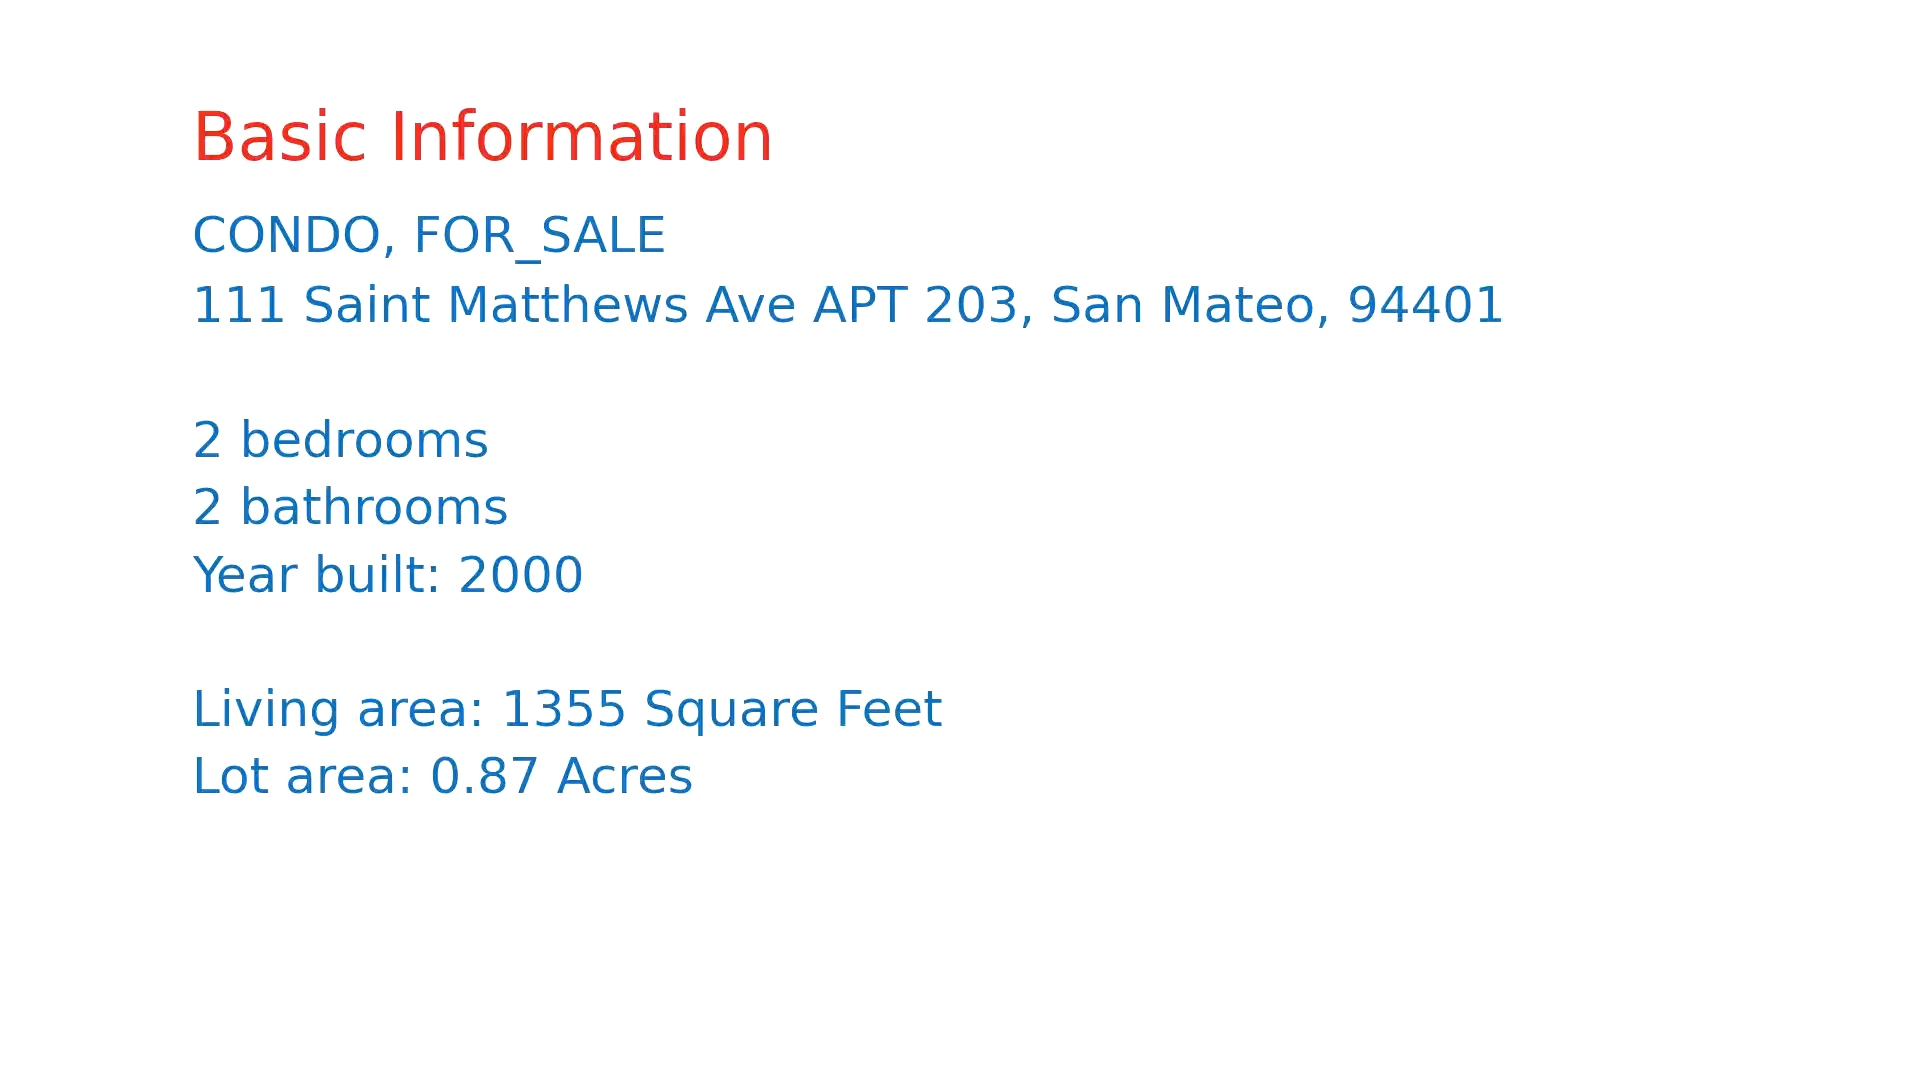 Basic Information
CONDO, FOR_SALE
111 Saint Matthews Ave APT 203, San Mateo, 94401
2 bedrooms
2 bathrooms
Year built: 2000
Living area: 1355 Square Feet
Lot area: 0.87 Acres